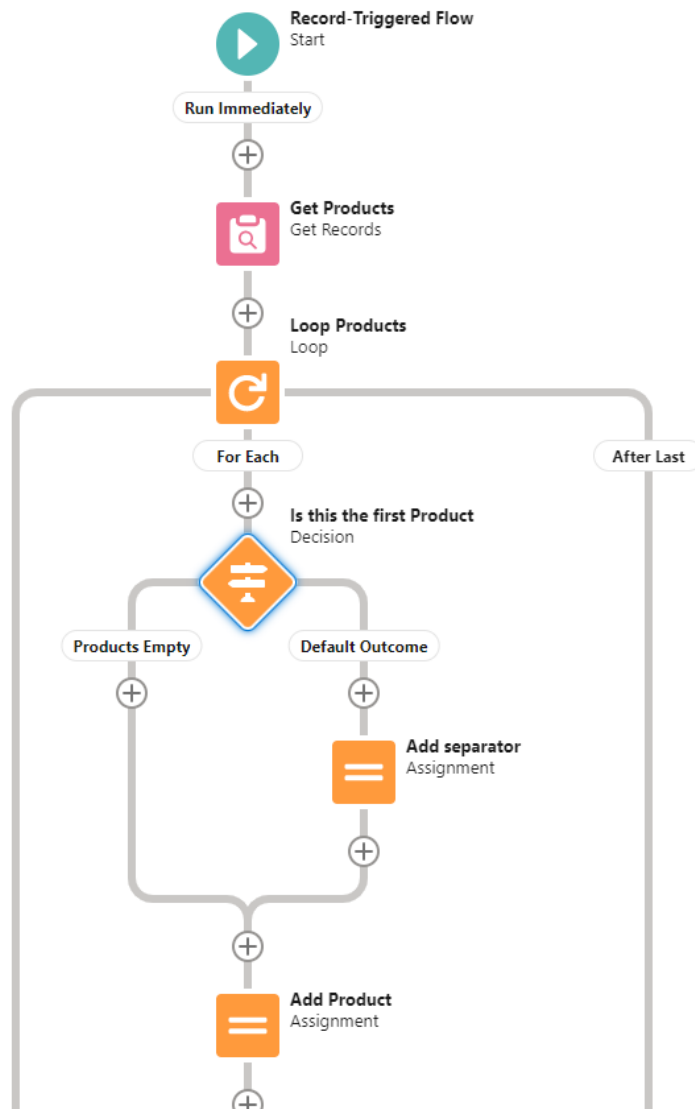 Record-Triggered Flow
Start
Run Immediately
Get Products
Get Records
Loop Products
Loop
For Each
After Last
Is this the first Product
Decision
Products Empty
Default Outcome
Add separator
Assignment
Add Product
Assignment